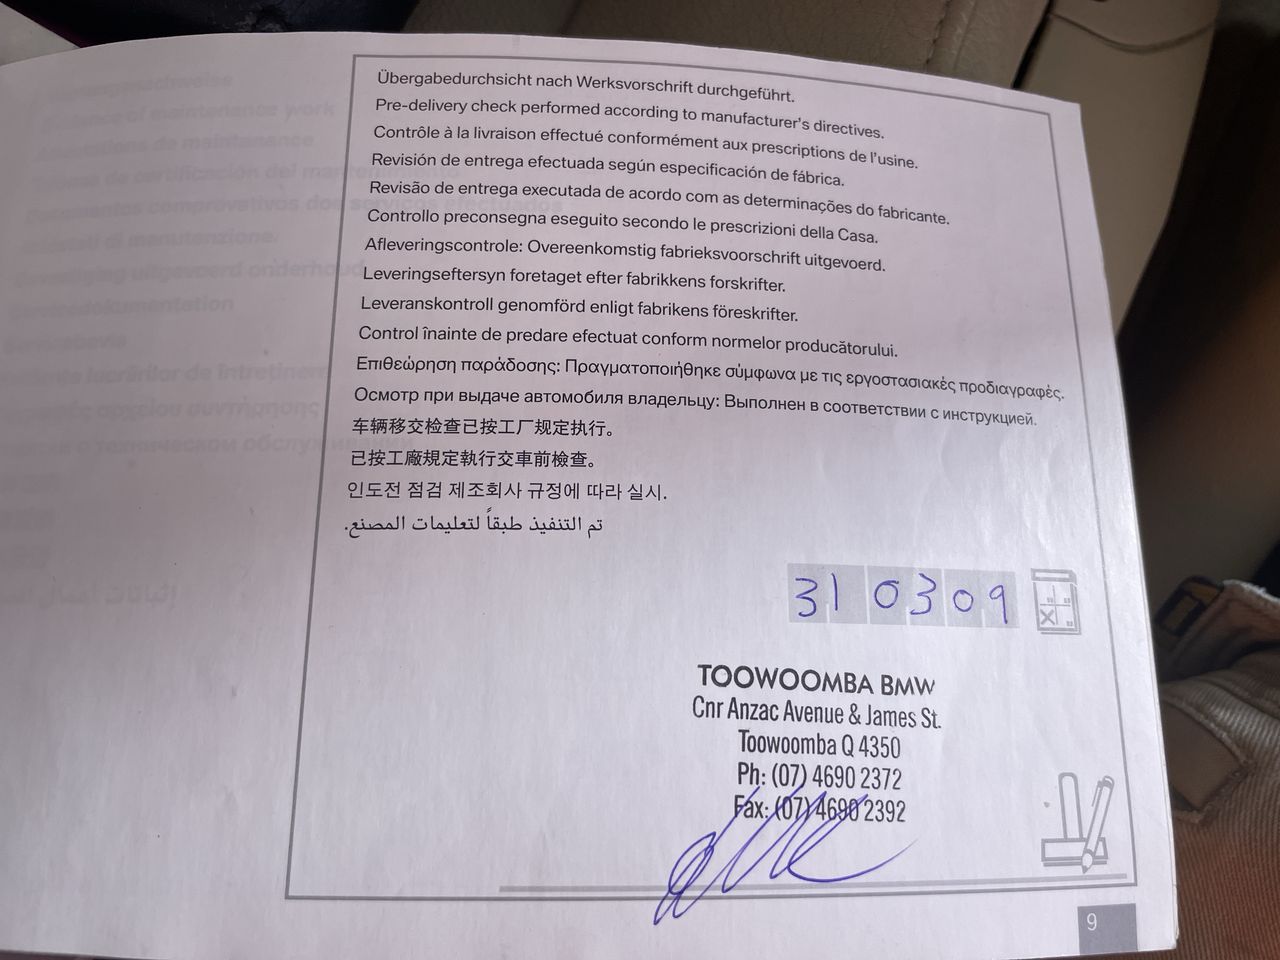 Übergabedurchsicht nach Werksvorschrift durchgeführt.
Pre-delivery check performed according to manufacturer's directives.
Contrôle à la livraison effectué conformément aux prescriptions de l'usine.
Revisión de entrega efectuada según especificación de fábrica.
Revisão de entrega executada de acordo com as determinações do fabricante.
Controllo preconsegna eseguito secondo le prescrizioni della Casa.
Afleveringscontrole: Overeenkomstig fabrieksvoorschrift uitgevoerd.
Leveringseftersyn foretaget efter fabrikkens forskrifter.
Leveranskontroll genomförd enligt fabrikens föreskrifter.
Control înainte de predare efectuat conform normelor producătorului.
Επιθεώρηση παράδοσης: Πραγματοποιήθηκε σύμφωνα με τις εργοστασιακές προδιαγραφές.
Осмотр при выдаче автомобиля владельцу: Выполнен в соответствии с инструкцией.
车辆移交检查已按工厂规定执行。
已按工廠規定執行交車前檢查。
인도전 점검 제조회사 규정에 따라 실시.
تم التنفيذ طبقاً لتعليمات المصنع.
31 03 09
TOOWOOMBA BMW
Cnr Anzac Avenue & James St.
Toowoomba Q 4350
Ph: (07) 4690 2372
Fax: (07) 4690 2392
9